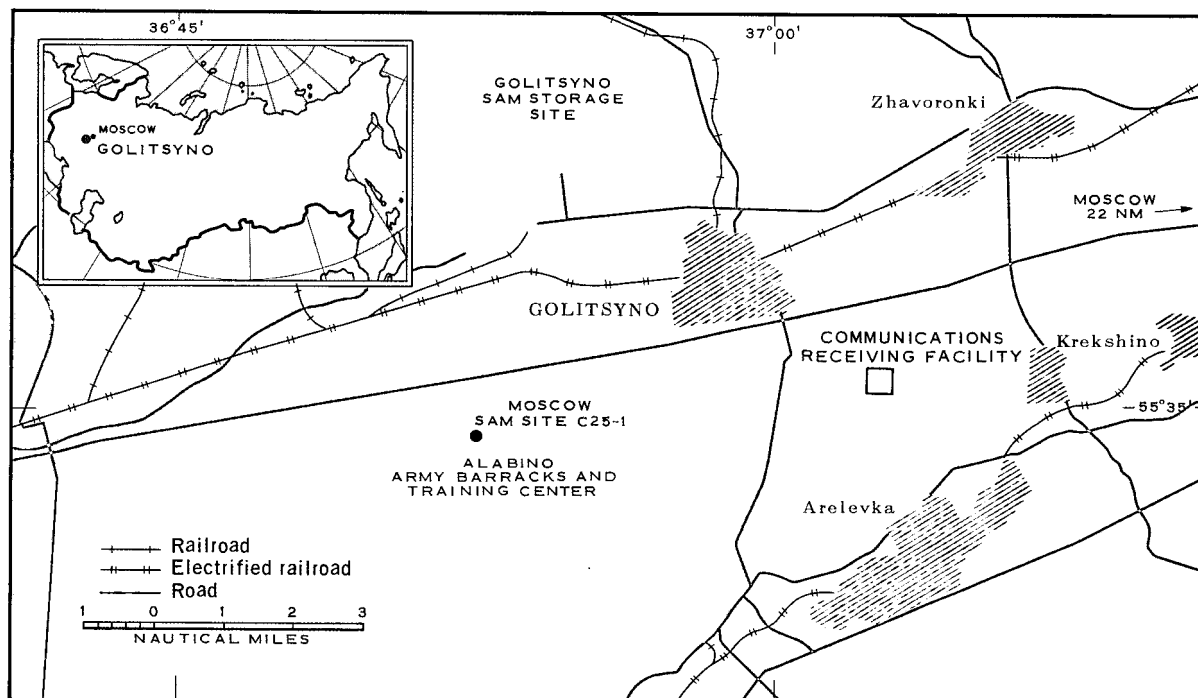 36°45'
37°00'
MOSCOW
GOLITSYNO
GOLITSYNO
SAM STORAGE
SITE
Zhavoronki
MOSCOW
22 NM
GOLITSYNO
COMMUNICATIONS
RECEIVING FACILITY
Krekshino
55°35'
MOSCOW
SAM SITE C25-1
ALABINO
ARMY BARRACKS AND
TRAINING CENTER
Arelevka
Railroad
Electrified railroad
Road
1 0 1 2 3
NAUTICAL MILES